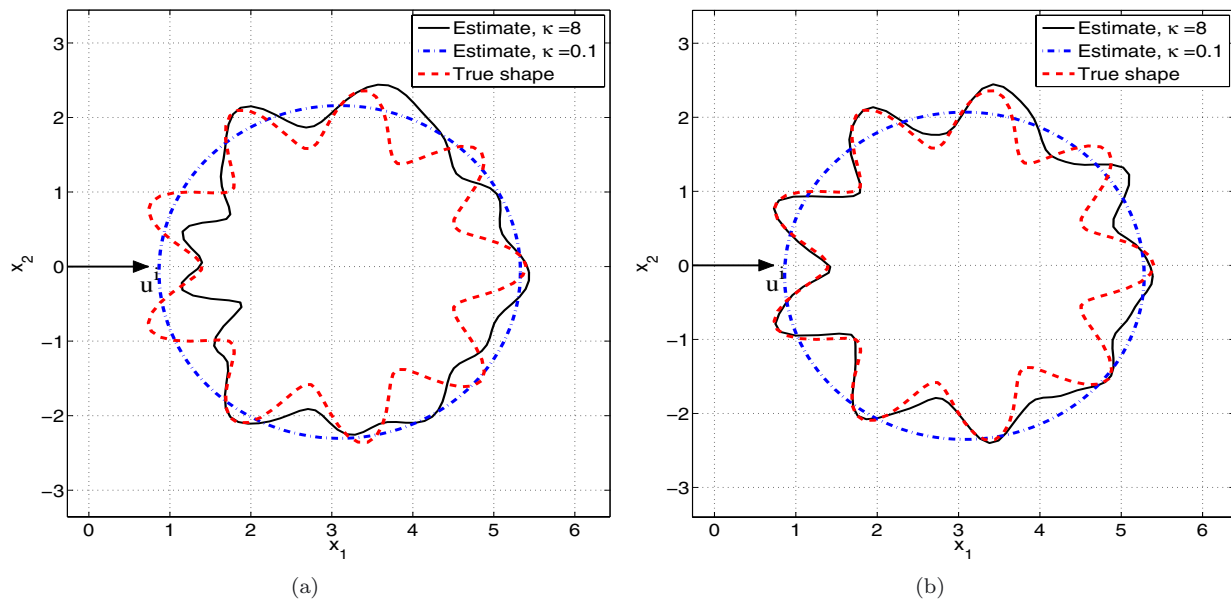 Estimate, κ=8
Estimate, κ=0.1
True shape
3
2
1
0
−1
−2
−3
x2
ui
0 1 2 3 4 5 6
x1
(a)
Estimate, κ=8
Estimate, κ=0.1
True shape
3
2
1
0
−1
−2
−3
x2
ui
0 1 2 3 4 5 6
x1
(b)